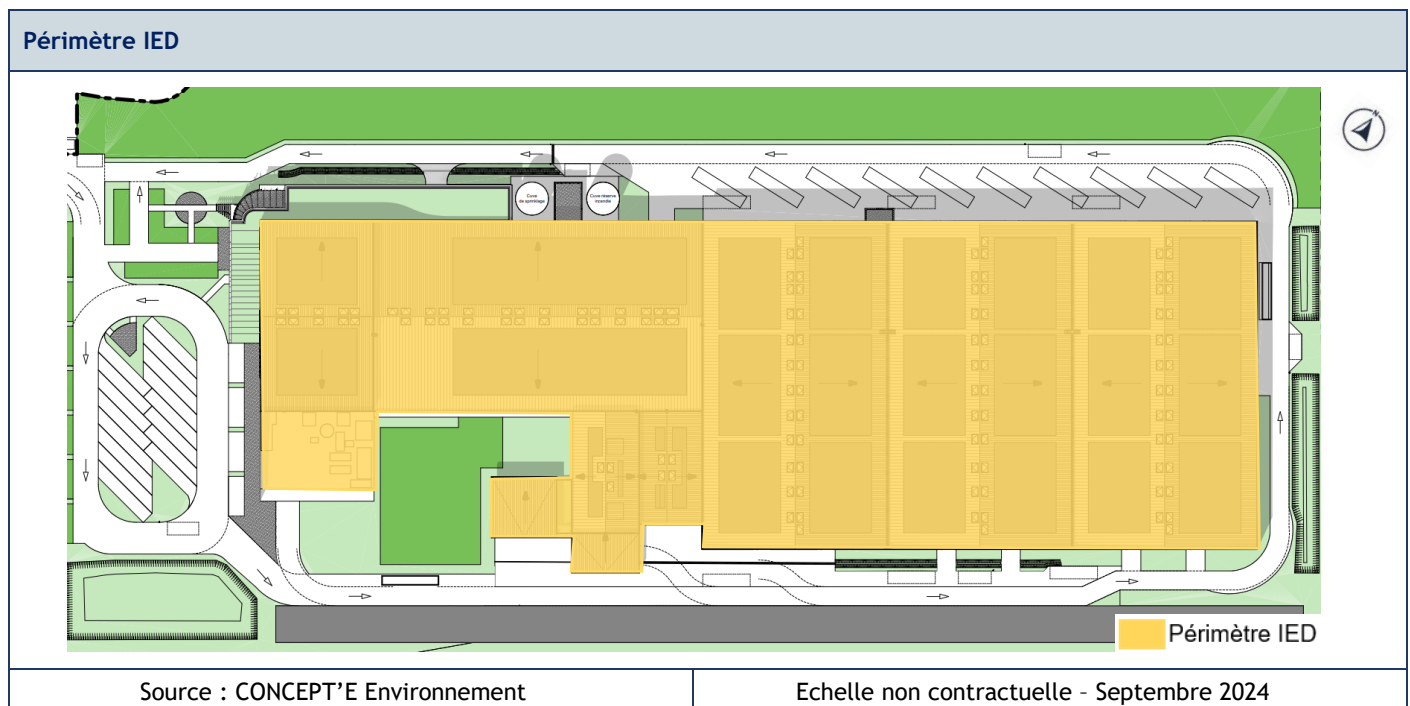 Périmètre IED
N
Cuve
de sprinklage
Cuve réserve
incendie
Périmètre IED
Source : CONCEPT'E Environnement
Echelle non contractuelle – Septembre 2024